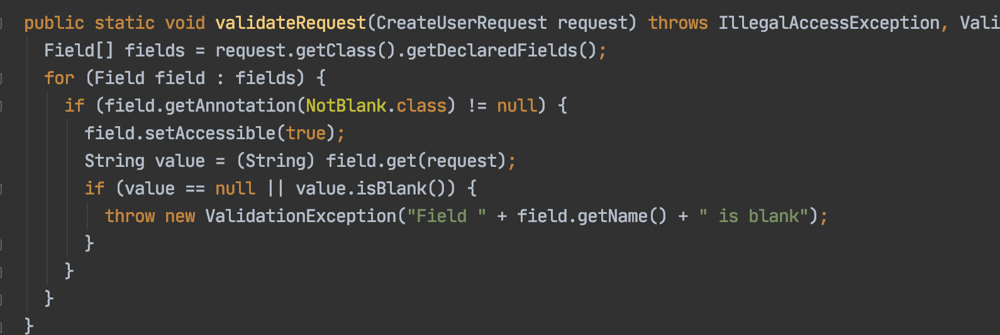 public static void validateRequest(CreateUserRequest request) throws IllegalAccessException, Vali
Field[] fields = request.getClass().getDeclaredFields();
for (Field field : fields) {
if (field.getAnnotation(NotBlank.class) != null) {
field.setAccessible(true);
String value = (String) field.get(request);
if (value == null || value.isBlank()) {
throw new ValidationException("Field " + field.getName() + " is blank");
}
}
}
}